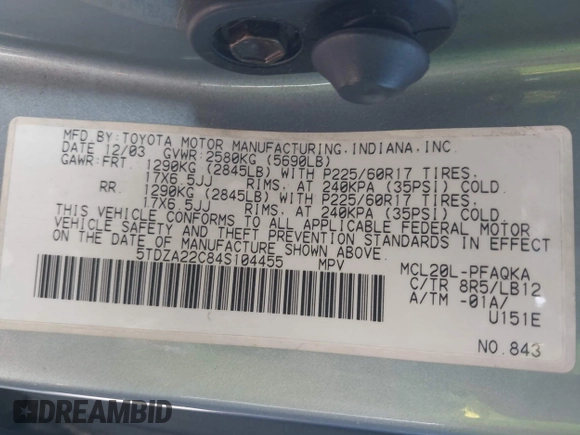 MFD.BY:TOYOTA MOTOR MANUFACTURING.INDIANA,INC.
DATE 12/03 GVWR:2580KG (5690LB)
GAWR:FRT. 1290KG (2845LB) WITH P225/60R17 TIRES.
17X6.5JJ RIMS. AT 240KPA (35PSI) COLD.
RR. 1290KG (2845LB) WITH P225/60R17 TIRES.
17X6.5JJ RIMS. AT 240KPA (35PSI) COLD.
THIS VEHICLE CONFORMS TO ALL APPLICABLE FEDERAL MOTOR
VEHICLE SAFETY AND THEFT PREVENTION STANDARDS IN EFFECT
ON THE DATE OF MANUFACTURE SHOWN ABOVE.
5TDZA22C84S104455 MPV
MCL20L-PFAQKA
C/TR 8R5/LB12
A/TM -01A/
U151E
NO.843
DREAMBID